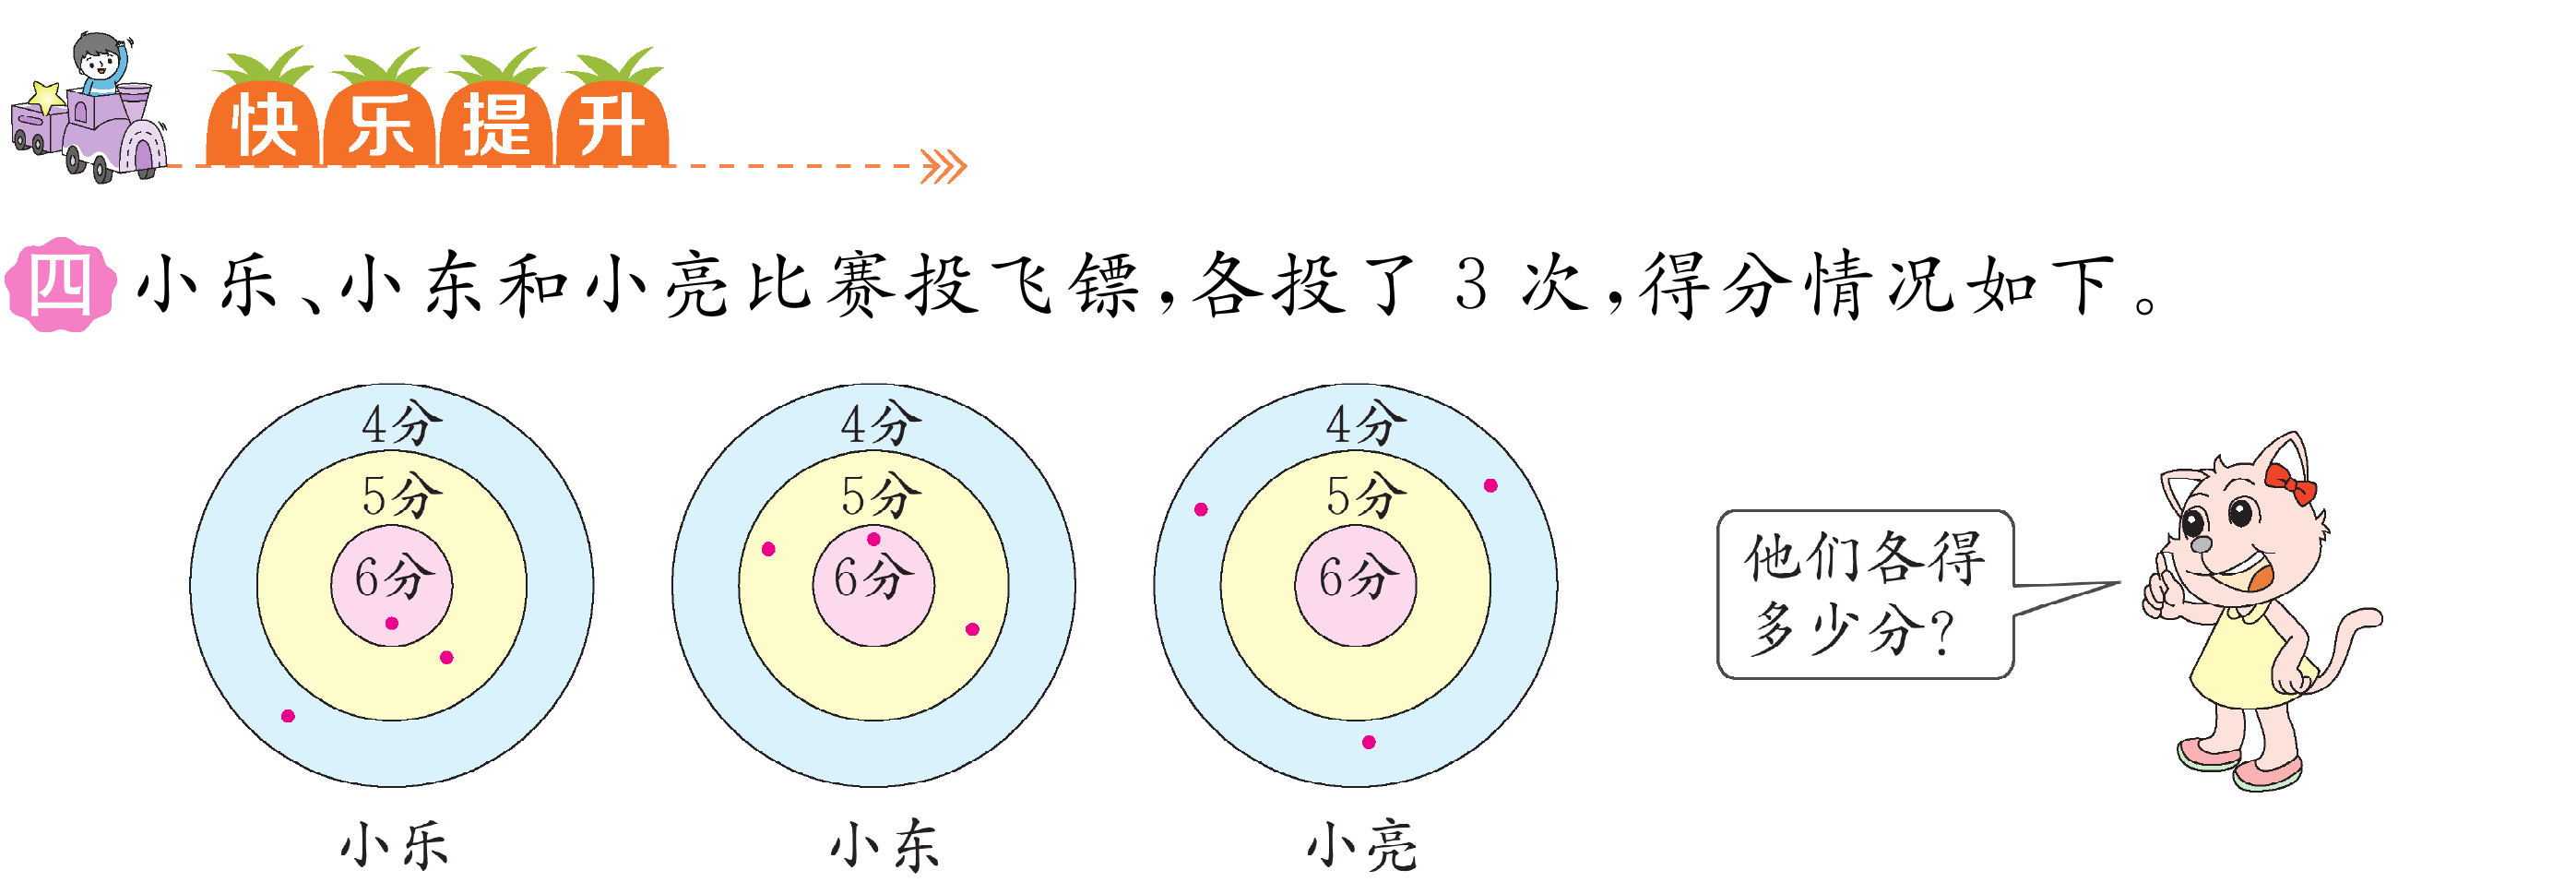 快乐提升
四 小乐、小东和小亮比赛投飞镖,各投了 3 次,得分情况如下。
4分 4分 4分
5分 5分 5分
6分 6分 6分
他们各得
多少分?
小乐 小东 小亮